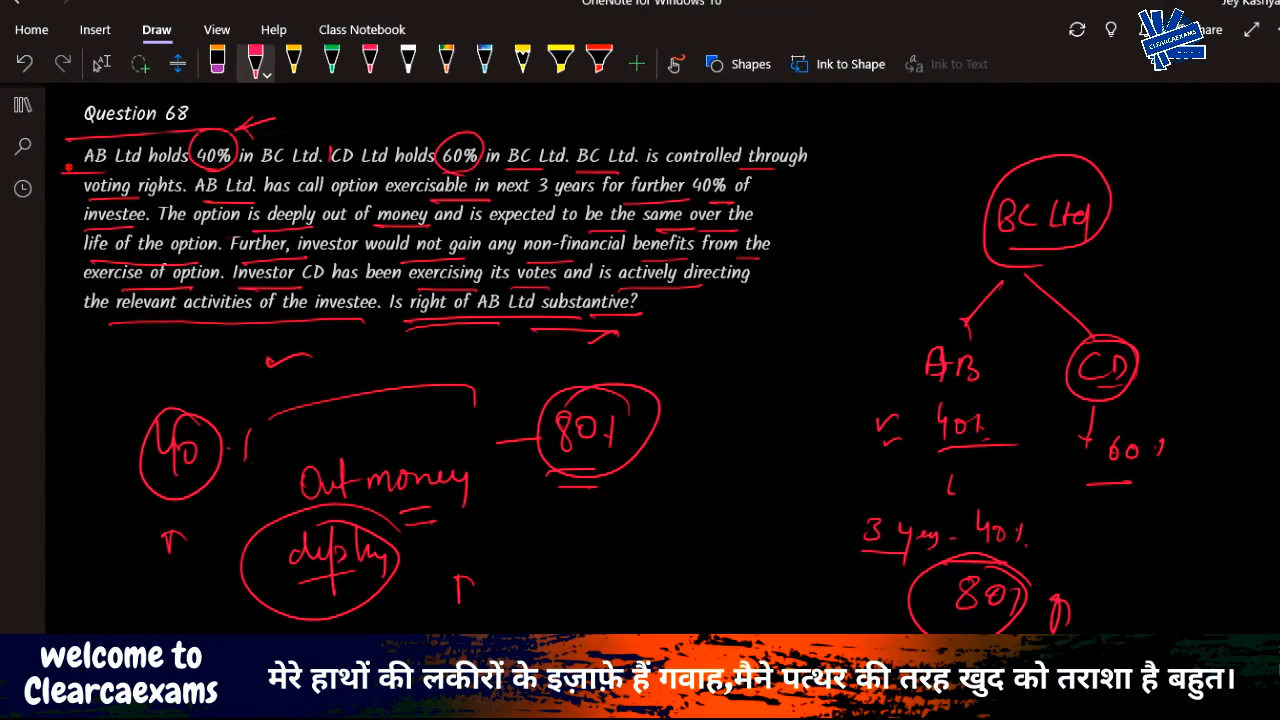 OneNote for Windows 10
Jey Kashya
Home Insert Draw View Help Class Notebook
Shapes Ink to Shape Ink to Text
CLEARCAEXAMS
Question 68
AB Ltd holds 40% in BC Ltd. CD Ltd holds 60% in BC Ltd. BC Ltd. is controlled through
voting rights. AB Ltd. has call option exercisable in next 3 years for further 40% of
investee. The option is deeply out of money and is expected to be the same over the
life of the option. Further, investor would not gain any non-financial benefits from the
exercise of option. Investor CD has been exercising its votes and is actively directing
the relevant activities of the investee. Is right of AB Ltd substantive?
BC Ltd
AB CD
40% 60%
3 year - 40%
80%
40% Out money 80%
welcome to
Clearcaexams
मेरे हाथों की लकीरों के इज़ाफ़े हैं गवाह,मैने पत्थर की तरह खुद को तराशा है बहुत।